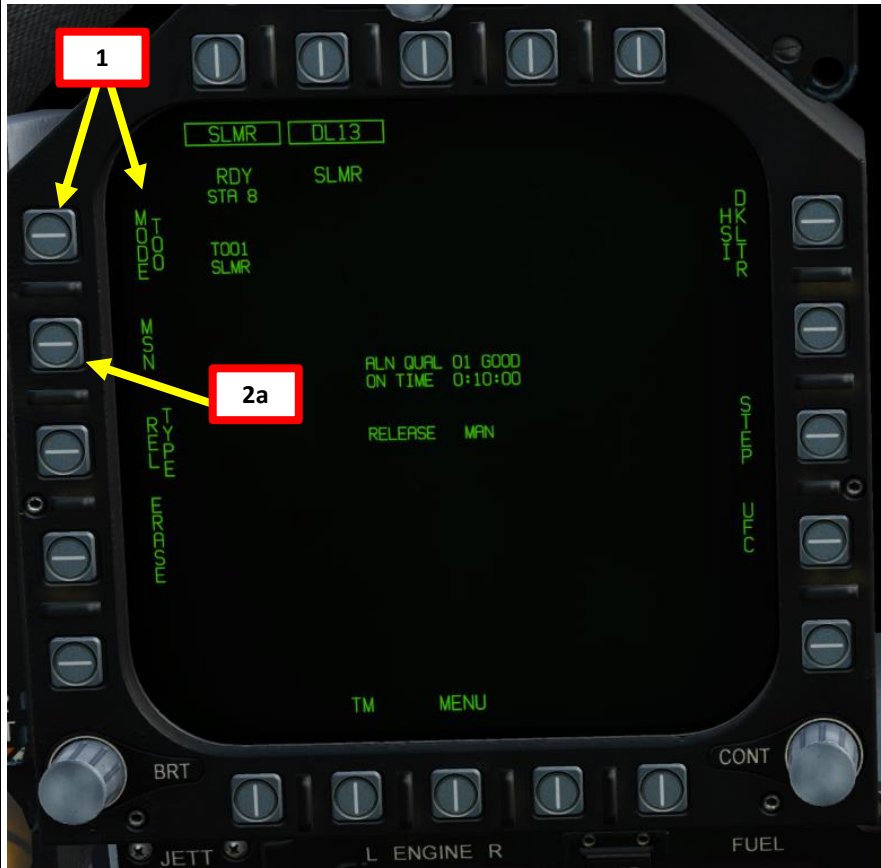 1
SLMR DL13
RDY SLMR
STA 8
MODE TOO
TOO1
SLMR
HSI DKLTR
MSN
ALN QUAL 01 GOOD
ON TIME 0:10:00
2a
REL TYPE
RELEASE MAN
STEP
ERASE
UFC
TM MENU
BRT
CONT
JETT
L ENGINE R
FUEL